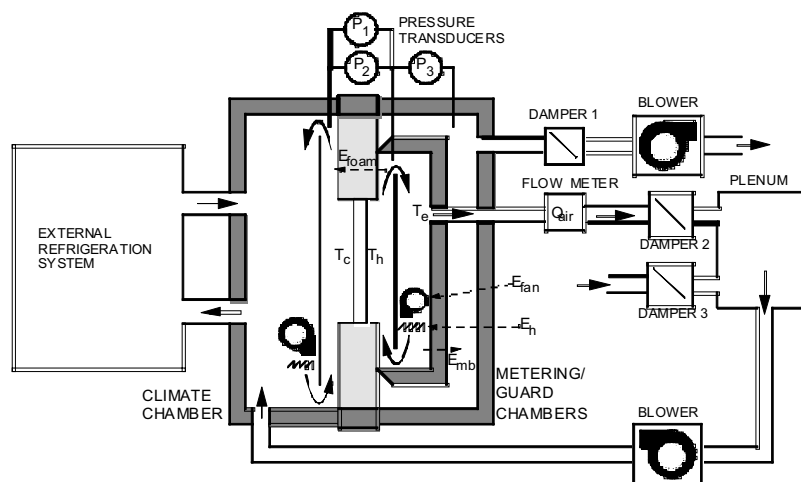 P1
PRESSURE
TRANSDUCERS
P2
P3
DAMPER 1
BLOWER
Efoam
FLOW METER
PLENUM
Te
Qair
EXTERNAL
REFRIGERATION
SYSTEM
DAMPER 2
Tc
Th
Efan
DAMPER 3
Eh
Emb
CLIMATE
CHAMBER
METERING/
GUARD
CHAMBERS
BLOWER